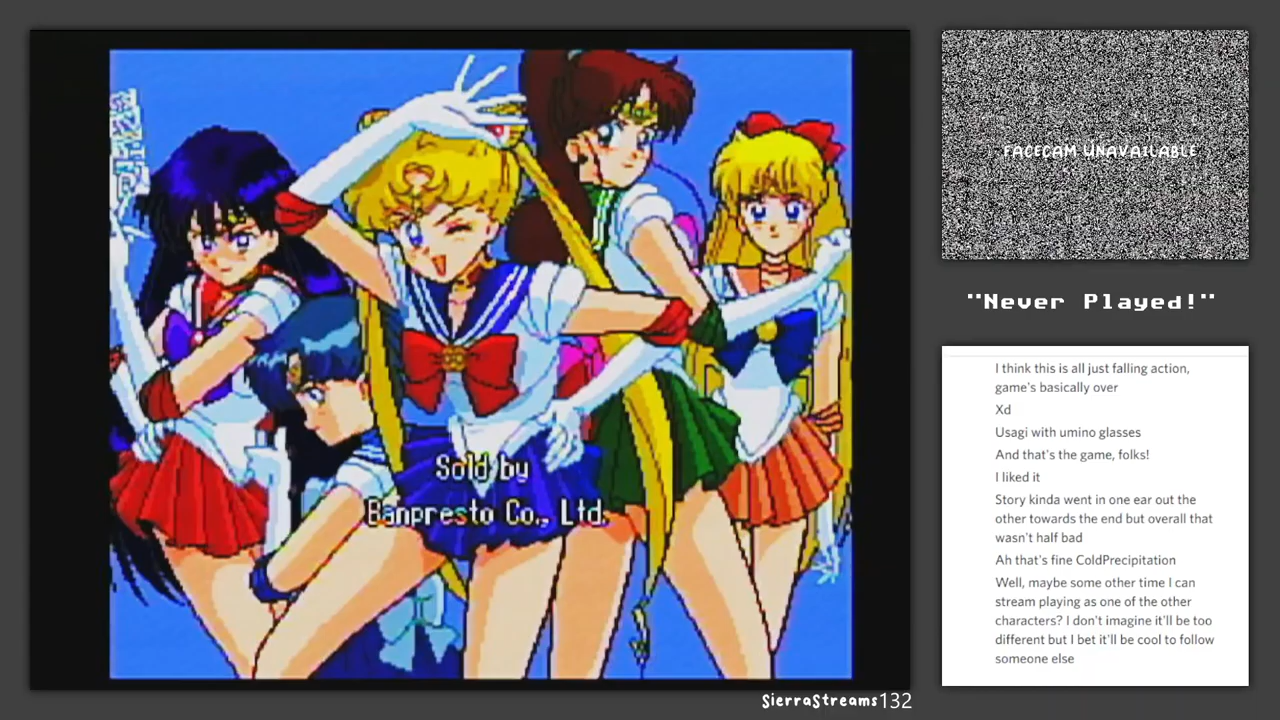 Sold by
Banpresto Co., Ltd.
FACECAM UNAVAILABLE
"Never Played!"
I think this is all just falling action,
game's basically over
Xd
Usagi with umino glasses
And that's the game, folks!
I liked it
Story kinda went in one ear out the
other towards the end but overall that
wasn't half bad
Ah that's fine ColdPrecipitation
Well, maybe some other time I can
stream playing as one of the other
characters? I don't imagine it'll be too
different but I bet it'll be cool to follow
someone else
SierraStreams132